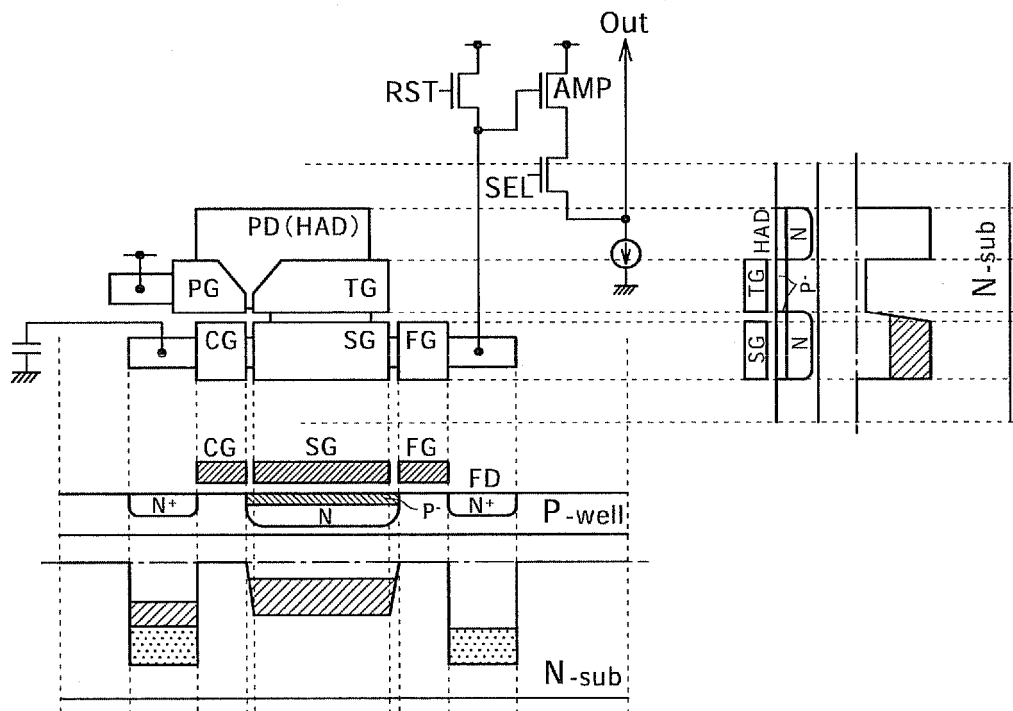 Out
RST
AMP
SEL
PD(HAD)
PG
TG
CG
SG
FG
HAD
N
TG
P-
SG
N
N-sub
CG
SG
FG
FD
N+
N
P-
N+
P-well
N-sub